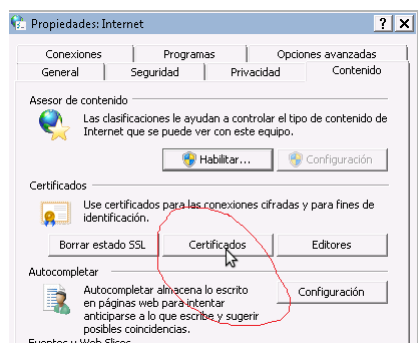 Propiedades: Internet
Conexiones Programas Opciones avanzadas
General Seguridad Privacidad Contenido
Asesor de contenido
Las clasificaciones le ayudan a controlar el tipo de contenido de
Internet que se puede ver con este equipo.
Habilitar... Configuración
Certificados
Use certificados para las conexiones cifradas y para fines de
identificación.
Borrar estado SSL Certificados Editores
Autocompletar
Autocompletar almacena lo escrito
en páginas web para intentar
anticiparse a lo que escribe y sugerir
posibles coincidencias.
Configuración
Fuentes y Web Slices